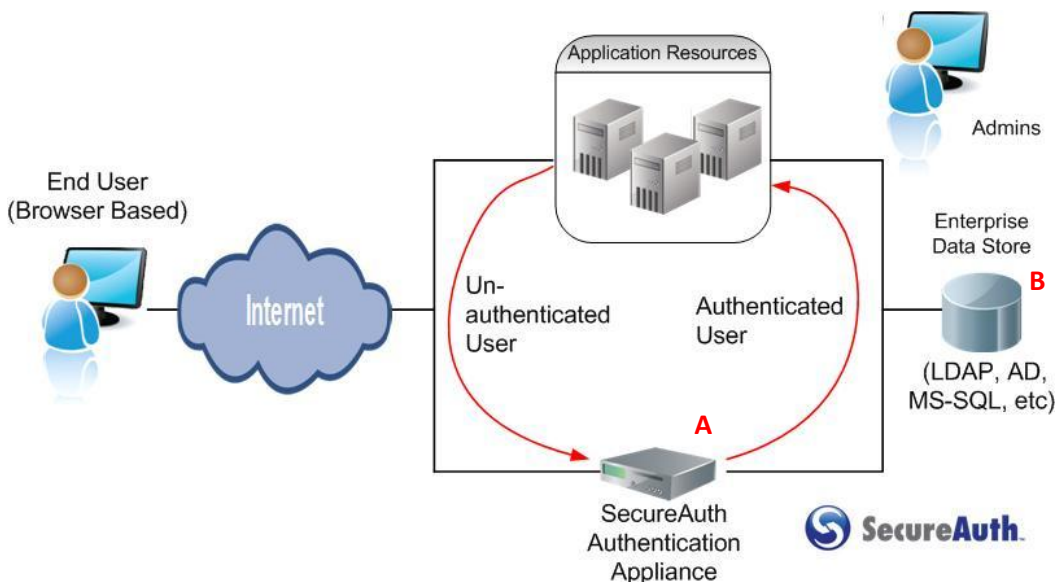 Application Resources
Admins
End User
(Browser Based)
Internet
Un-
authenticated
User
Authenticated
User
Enterprise
Data Store
B
(LDAP, AD,
MS-SQL, etc)
A
SecureAuth
Authentication
Appliance
SecureAuth™